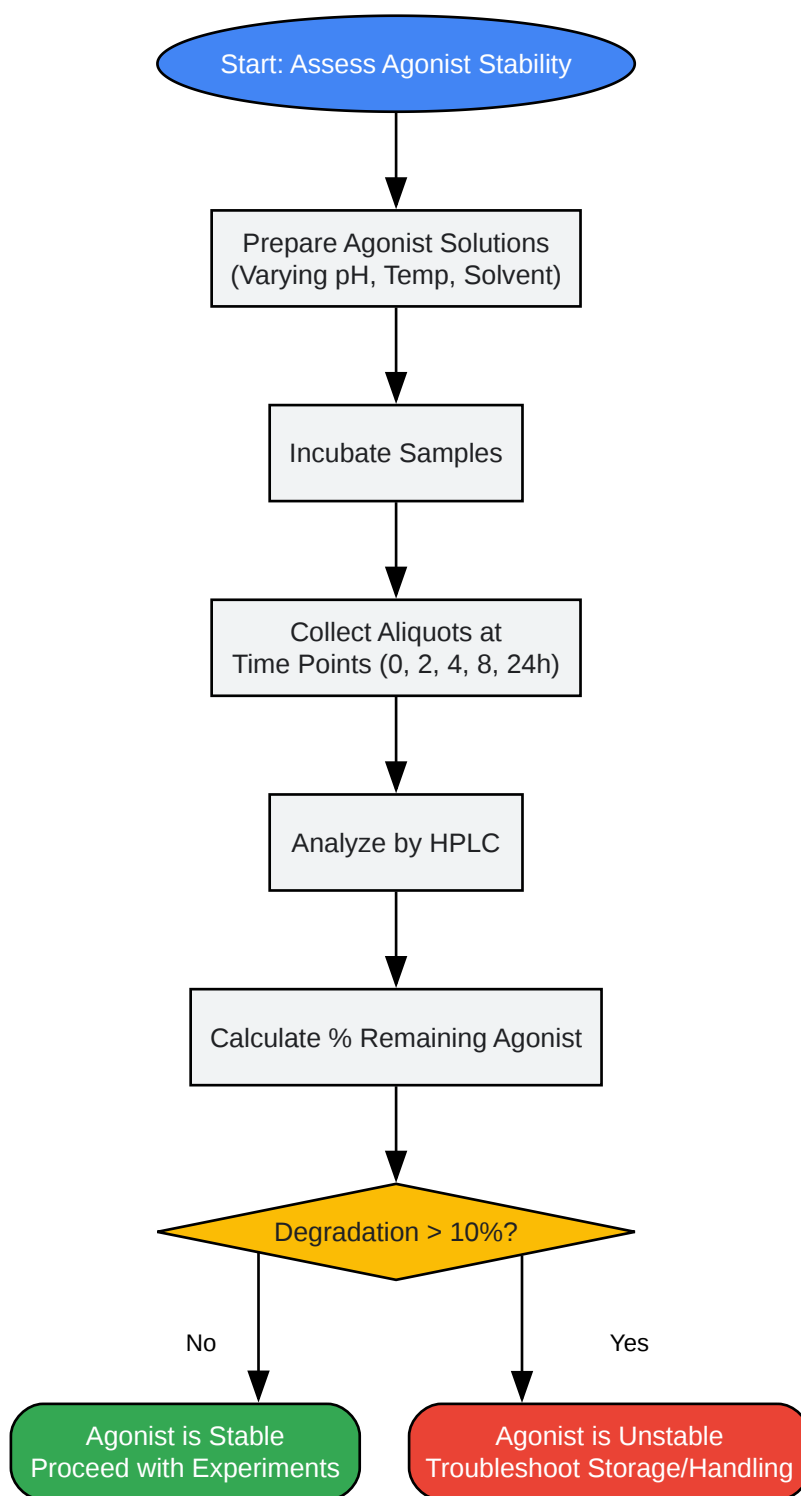 Start: Assess Agonist Stability
Prepare Agonist Solutions
(Varying pH, Temp, Solvent)
Incubate Samples
Collect Aliquots at
Time Points (0, 2, 4, 8, 24h)
Analyze by HPLC
Calculate % Remaining Agonist
Degradation > 10%?
No
Yes
Agonist is Stable
Proceed with Experiments
Agonist is Unstable
Troubleshoot Storage/Handling